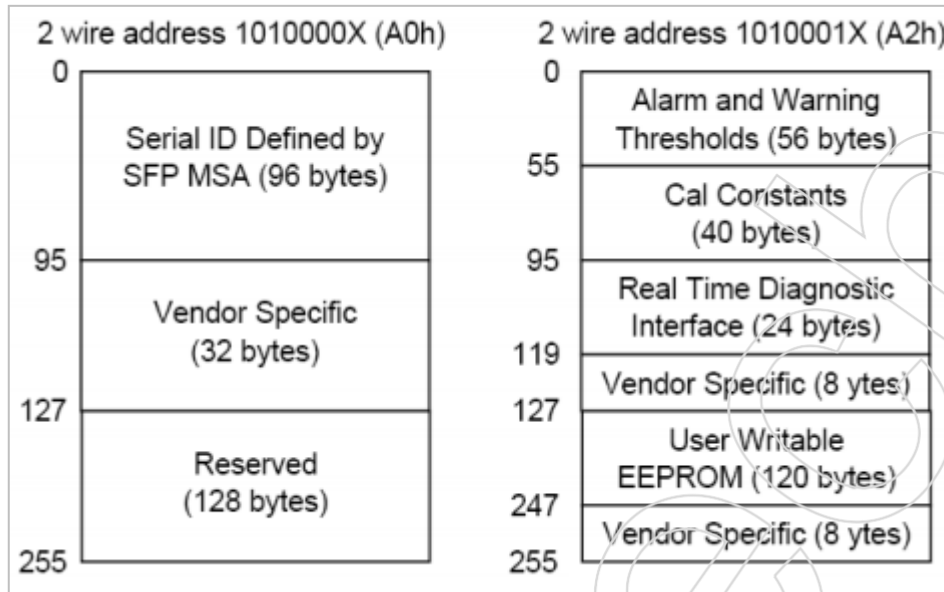 2 wire address 1010000X (A0h)
0
Serial ID Defined by
SFP MSA (96 bytes)
95
Vendor Specific
(32 bytes)
127
Reserved
(128 bytes)
255
2 wire address 1010001X (A2h)
0
Alarm and Warning
Thresholds (56 bytes)
55
Cal Constants
(40 bytes)
95
Real Time Diagnostic
Interface (24 bytes)
119
Vendor Specific (8 ytes)
127
User Writable
EEPROM (120 bytes)
247
Vendor Specific (8 ytes)
255